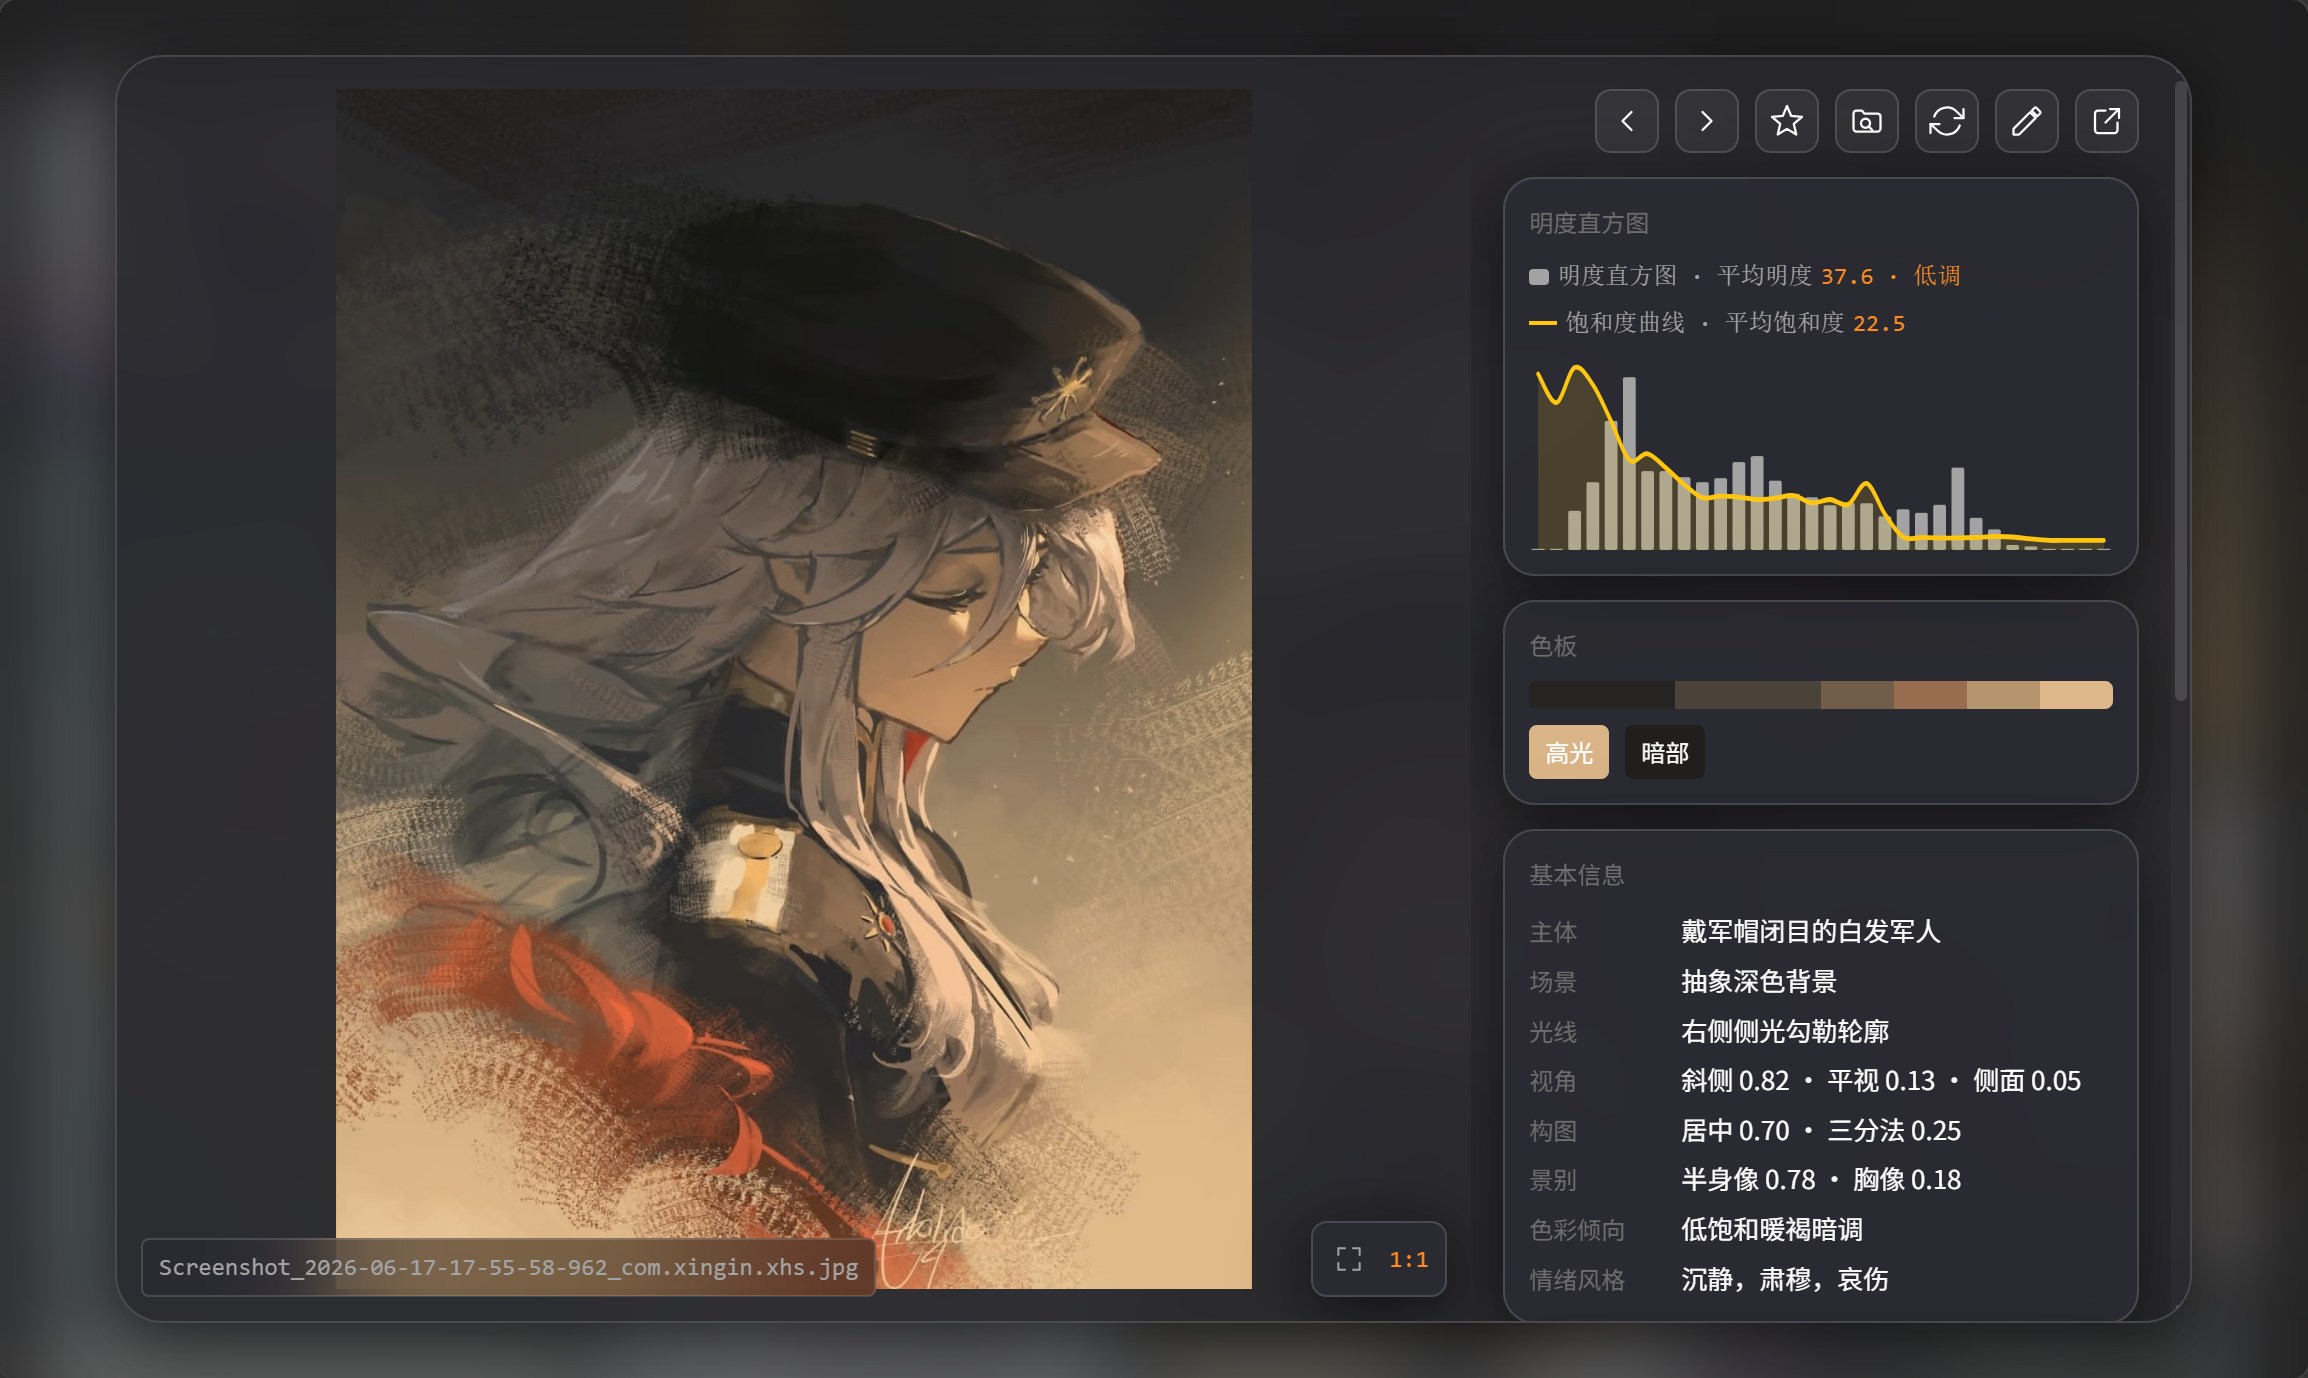 明度直方图
明度直方图 · 平均明度 37.6 · 低调
饱和度曲线 · 平均饱和度 22.5
色板
高光 暗部
基本信息
主体 戴军帽闭目的白发军人
场景 抽象深色背景
光线 右侧侧光勾勒轮廓
视角 斜侧 0.82 · 平视 0.13 · 侧面 0.05
构图 居中 0.70 · 三分法 0.25
景别 半身像 0.78 · 胸像 0.18
色彩倾向 低饱和暖褐暗调
情绪风格 沉静，肃穆，哀伤
Screenshot_2026-06-17-17-55-58-962_com.xingin.xhs.jpg
1:1